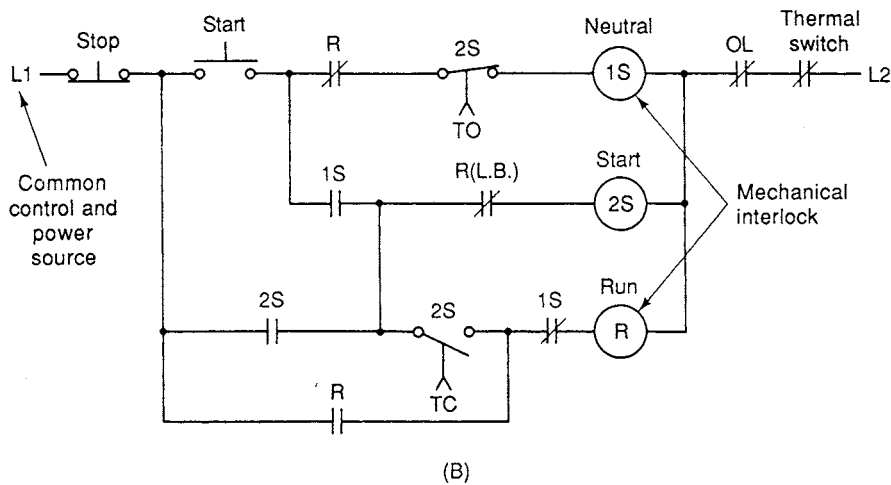 Stop
Start
R
2S
TO
Neutral
1S
OL
Thermal
switch
L1
L2
Common
control and
power
source
1S
R(L.B.)
Start
2S
Mechanical
interlock
2S
2S
TC
1S
Run
R
R
(B)